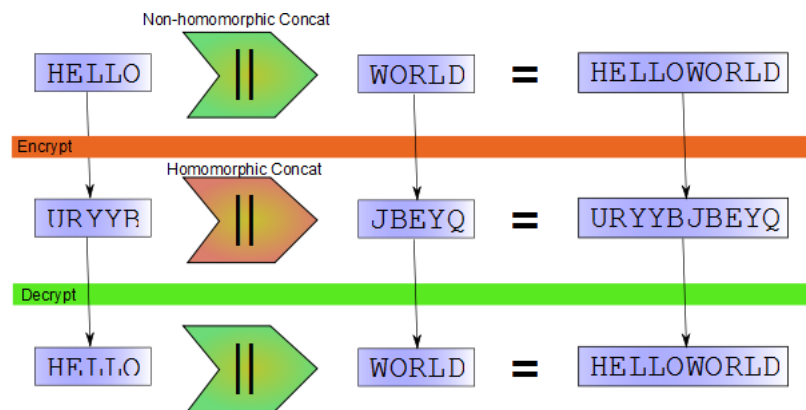 Non-homomorphic Concat
HELLO || WORLD = HELLOWORLD
Encrypt
Homomorphic Concat
URYYB || JBEYQ = URYYBJBEYQ
Decrypt
HELLO || WORLD = HELLOWORLD